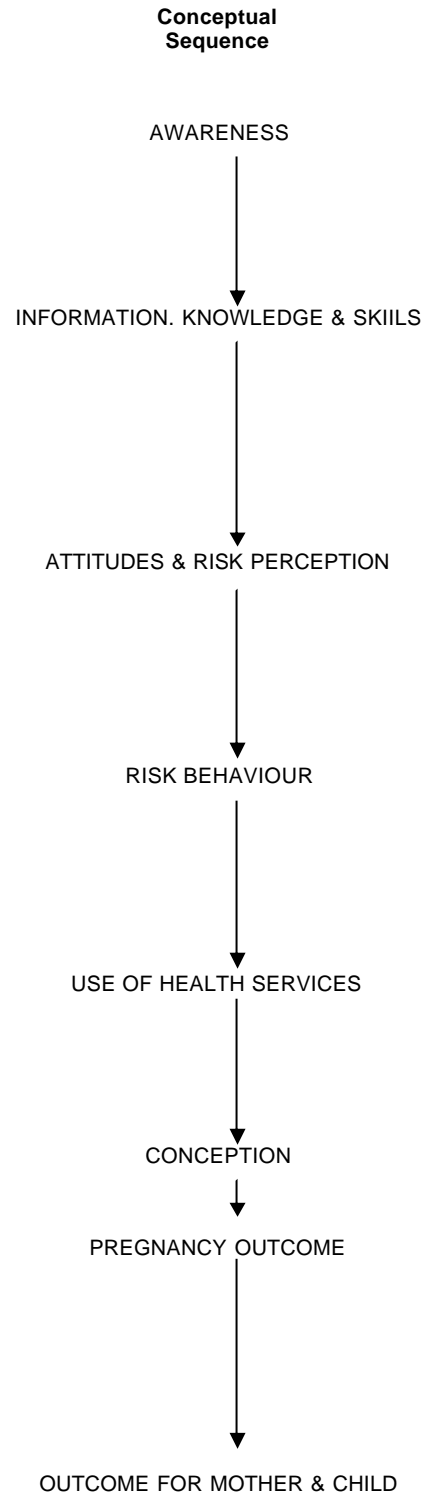 Conceptual
Sequence
AWARENESS
INFORMATION. KNOWLEDGE & SKIILS
ATTITUDES & RISK PERCEPTION
RISK BEHAVIOUR
USE OF HEALTH SERVICES
CONCEPTION
PREGNANCY OUTCOME
OUTCOME FOR MOTHER & CHILD